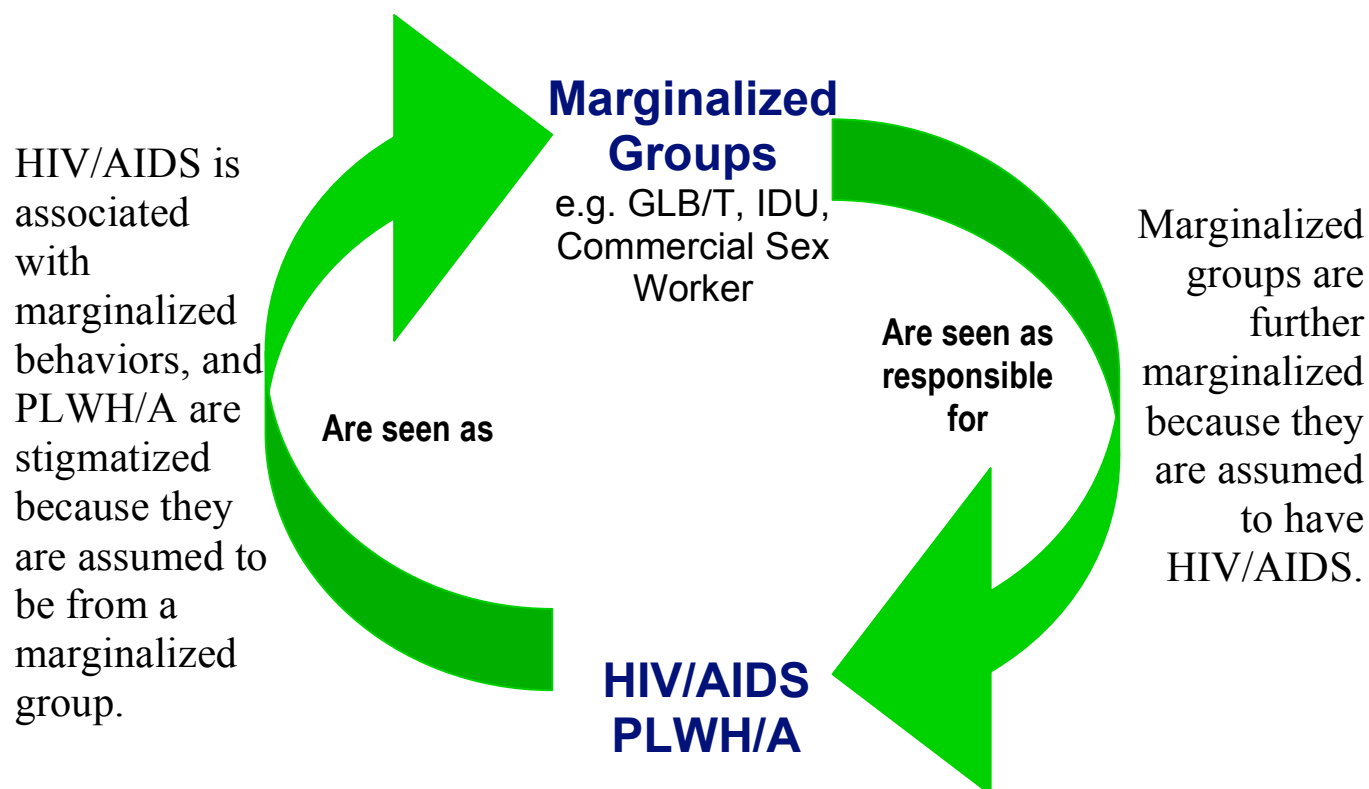 Marginalized
Groups
e.g. GLB/T, IDU,
Commercial Sex
Worker
HIV/AIDS is
associated
with
marginalized
behaviors, and
PLWH/A are
stigmatized
because they
are assumed to
be from a
marginalized
group.
Are seen as
Are seen as
responsible
for
Marginalized
groups are
further
marginalized
because they
are assumed
to have
HIV/AIDS.
HIV/AIDS
PLWH/A